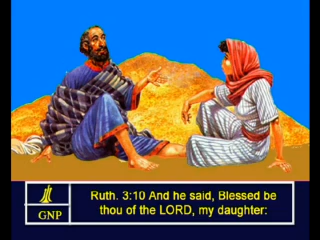 Ruth. 3:10 And he said, Blessed be
thou of the LORD, my daughter:
GNP